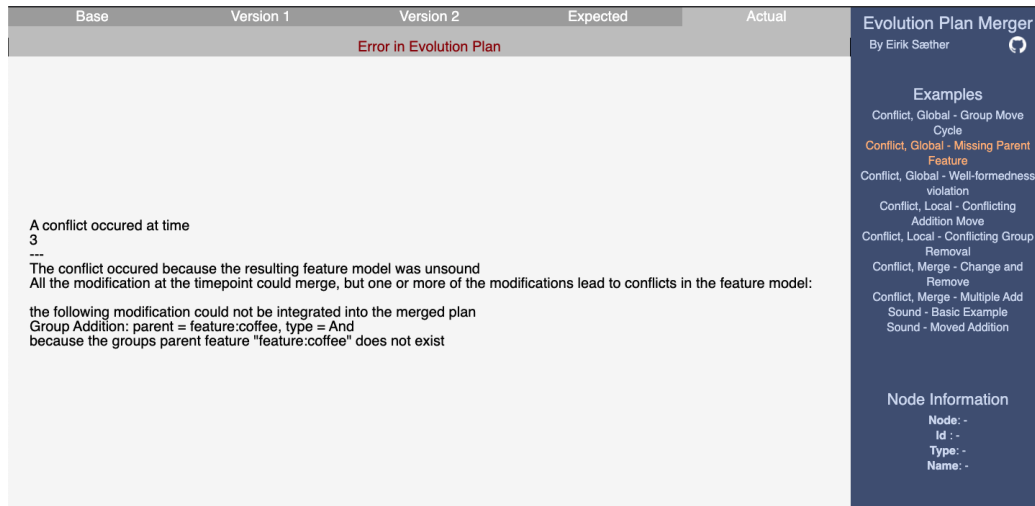 Base Version 1 Version 2 Expected Actual
Error in Evolution Plan
A conflict occured at time
3
---
The conflict occured because the resulting feature model was unsound
All the modification at the timepoint could merge, but one or more of the modifications lead to conflicts in the feature model:
the following modification could not be integrated into the merged plan
Group Addition: parent = feature:coffee, type = And
because the groups parent feature "feature:coffee" does not exist
Evolution Plan Merger
By Eirik Sæther
Examples
Conflict, Global - Group Move
Cycle
Conflict, Global - Missing Parent
Feature
Conflict, Global - Well-formedness
violation
Conflict, Local - Conflicting
Addition Move
Conflict, Local - Conflicting Group
Removal
Conflict, Merge - Change and
Remove
Conflict, Merge - Multiple Add
Sound - Basic Example
Sound - Moved Addition
Node Information
Node: -
Id : -
Type: -
Name: -